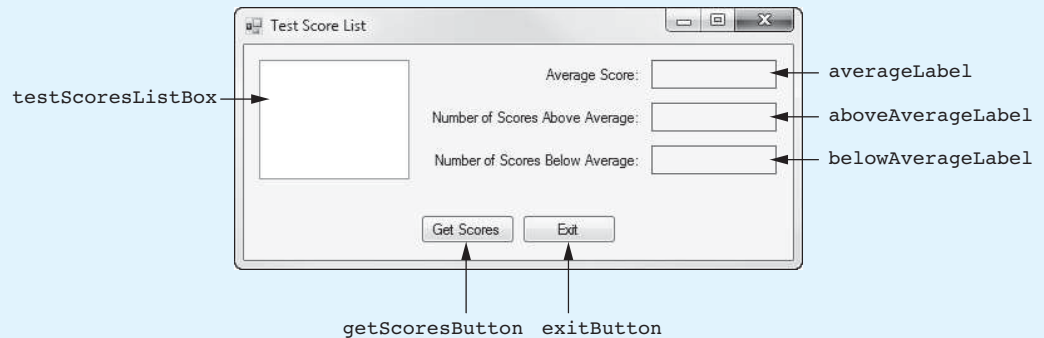 Test Score List
Average Score: averageLabel
testScoresListBox
Number of Scores Above Average: aboveAverageLabel
Number of Scores Below Average: belowAverageLabel
Get Scores Exit
getScoresButton exitButton